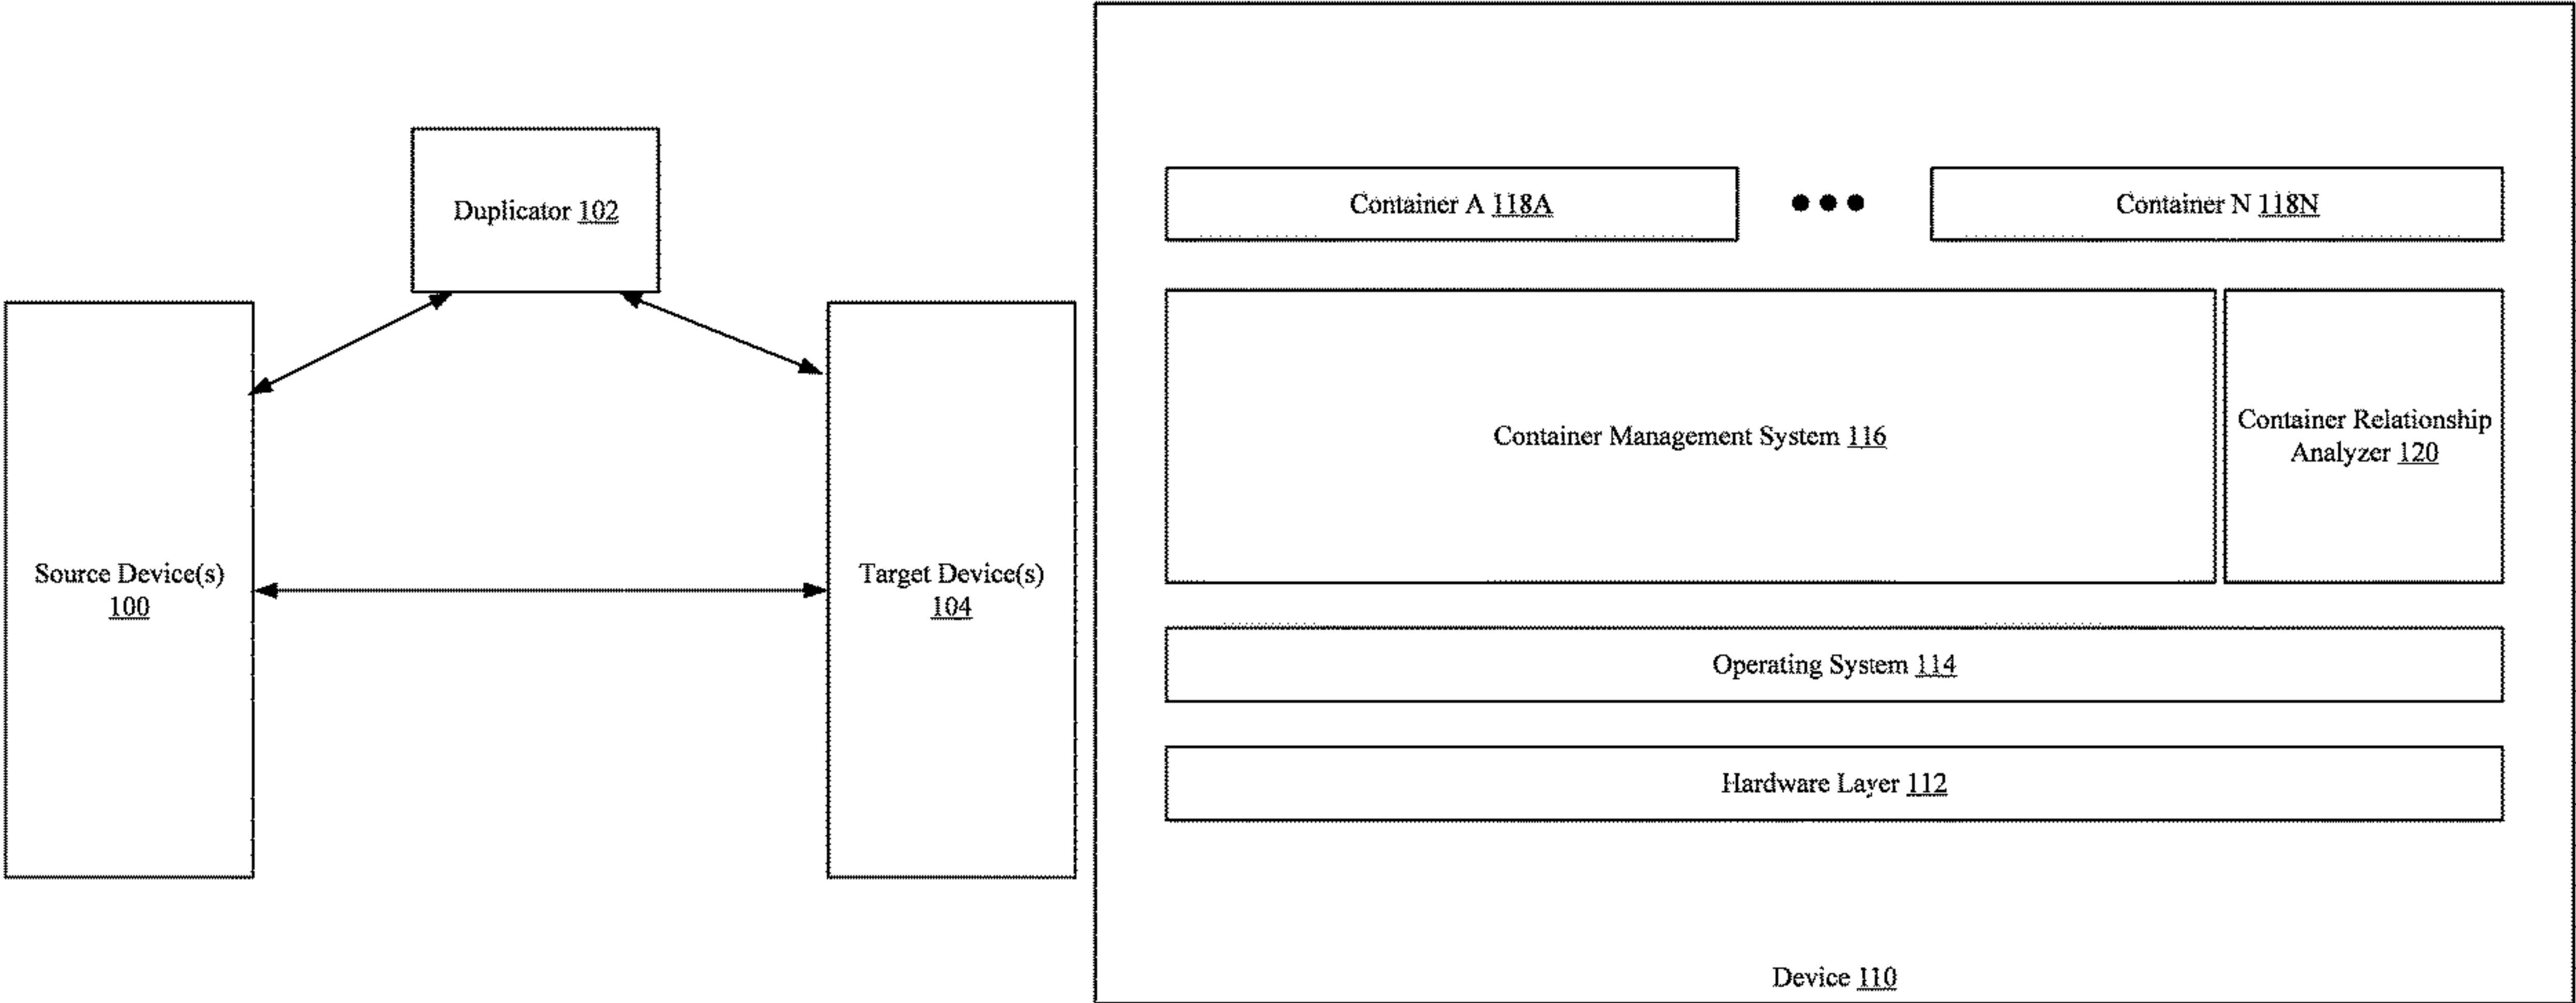 Duplicator 102
Source Device(s)
100
Target Device(s)
104
Container A 118A
Container N 118N
Container Management System 116
Container Relationship
Analyzer 120
Operating System 114
Hardware Layer 112
Device 110